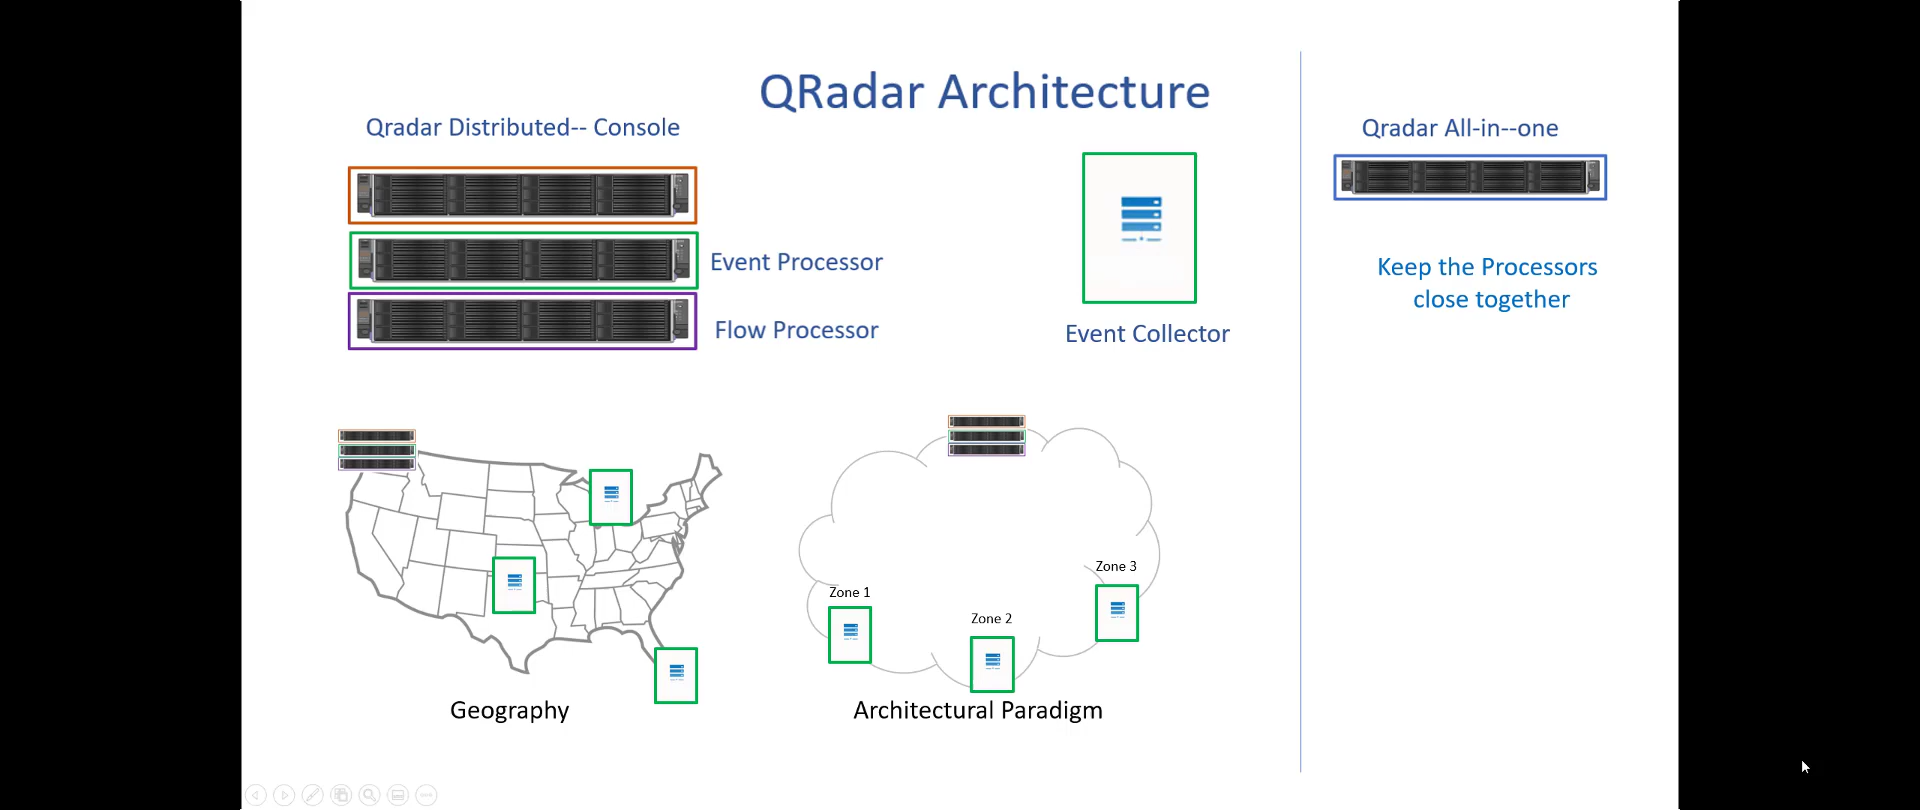 QRadar Architecture
Qradar Distributed-- Console
Event Processor
Flow Processor
Event Collector
Qradar All-in--one
Keep the Processors
close together
Geography
Zone 1
Zone 2
Zone 3
Architectural Paradigm